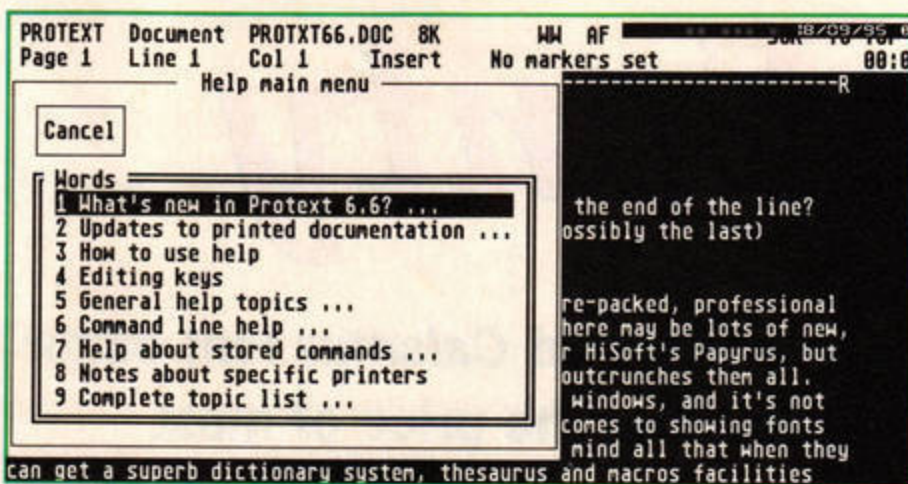 PROTEXT Document PROTXT66.DOC 8K WW AF 18/09/95
Page 1 Line 1 Col 1 Insert No markers set 00:0
Help main menu
R
Cancel
Words
1 What's new in Protext 6.6? ...
2 Updates to printed documentation ...
3 How to use help
4 Editing keys
5 General help topics ...
6 Command line help ...
7 Help about stored commands ...
8 Notes about specific printers
9 Complete topic list ...
the end of the line?
ossibly the last)
re-packed, professional
here may be lots of new,
r HiSoft's Papyrus, but
outcrunches them all.
windows, and it's not
comes to showing fonts
mind all that when they
can get a superb dictionary system, thesaurus and macros facilities